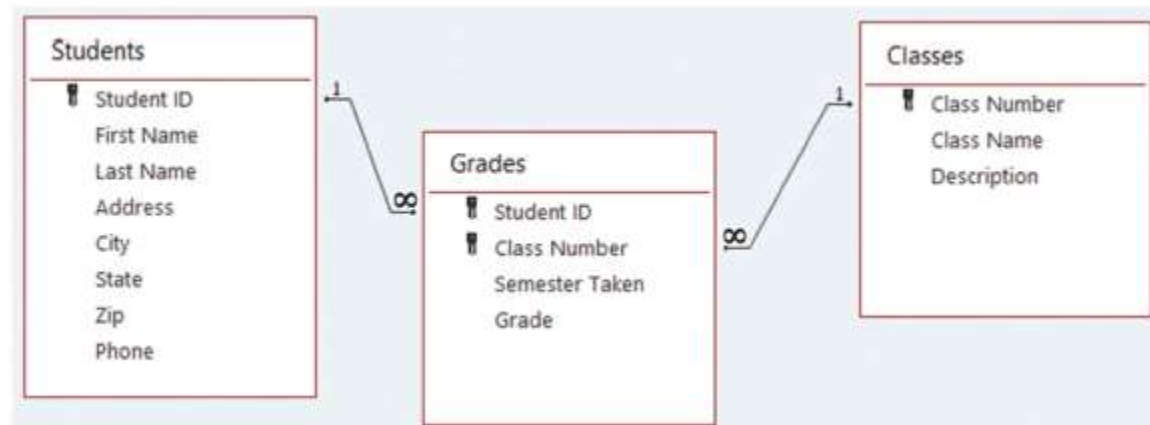 Students
Student ID
First Name
Last Name
Address
City
State
Zip
Phone
1
∞
Grades
Student ID
Class Number
Semester Taken
Grade
1
∞
Classes
Class Number
Class Name
Description